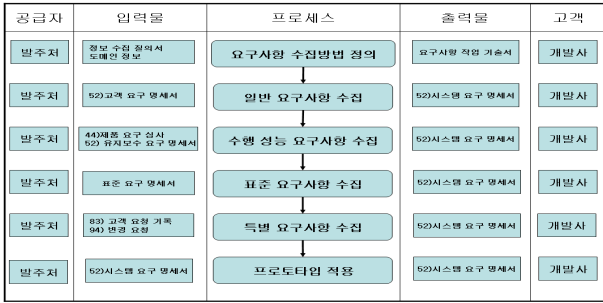 공급자 입력물 프로세스 출력물 고객
발주처
정보 수집 질의서
도메인 정보
요구사항 수집방법 정의
요구사항 작업 기술서
개발사
발주처
52)고객 요구 명세서
일반 요구사항 수집
52)시스템 요구 명세서
개발사
발주처
44)제품 요구 심사
52) 유지보수 요구 명세서
수행 성능 요구사항 수집
52)시스템 요구 명세서
개발사
발주처
표준 요구 명세서
표준 요구사항 수집
52)시스템 요구 명세서
개발사
발주처
83) 고객 요청 기록
94) 변경 요청
특별 요구사항 수집
52)시스템 요구 명세서
개발사
발주처
52)시스템 요구 명세서
프로토타입 적용
52)시스템 요구 명세서
개발사